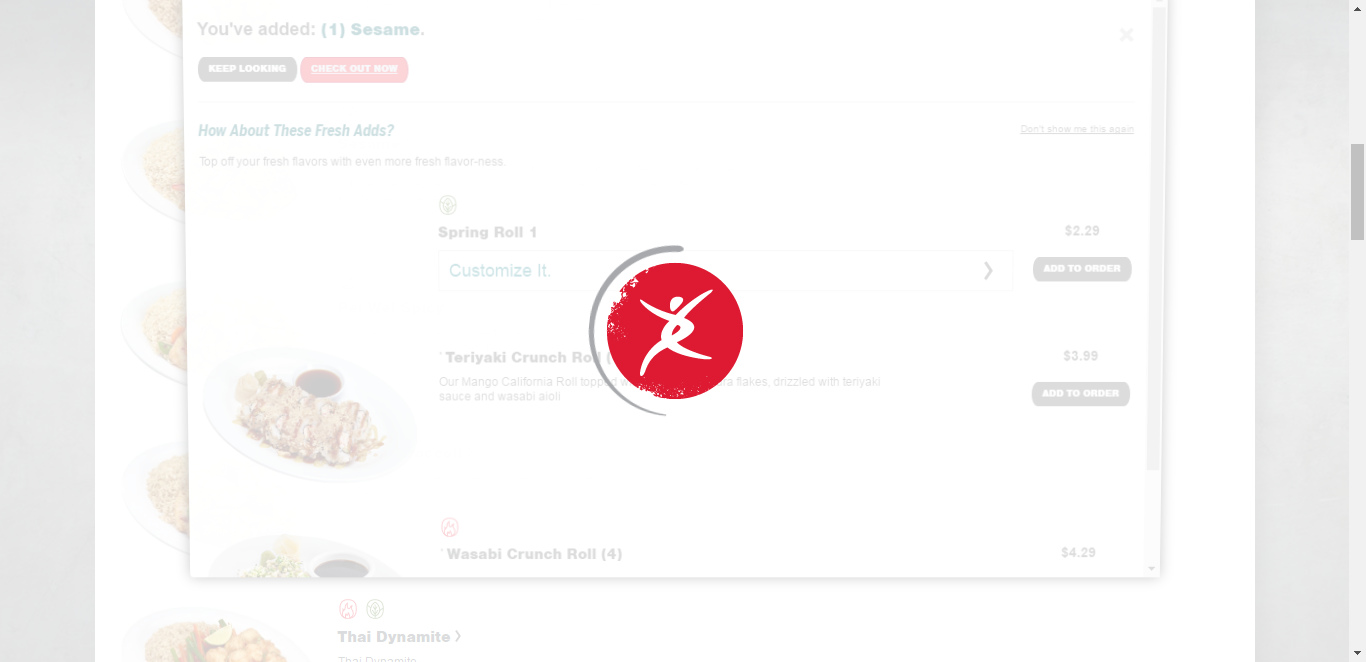 You've added: (1) Sesame.
KEEP LOOKING
CHECK OUT NOW
How About These Fresh Adds?
Don't show me this again
Top off your fresh flavors with even more fresh flavor-ness.
Spring Roll 1
$2.29
Customize It.
ADD TO ORDER
*Teriyaki Crunch Roll (
$3.99
Our Mango California Roll topped flakes, drizzled with teriyaki
sauce and wasabi aioli
ADD TO ORDER
*Wasabi Crunch Roll (4)
$4.29
Thai Dynamite
Thai Dynamite